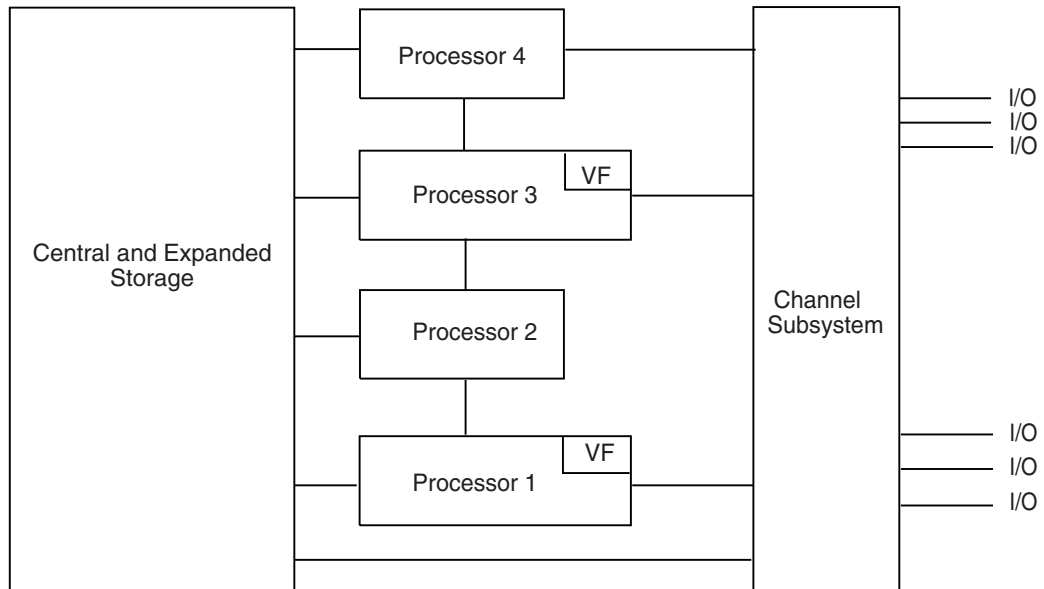 Processor 4
I/O
I/O
I/O
VF
Processor 3
Central and Expanded
Storage
Channel
Subsystem
Processor 2
I/O
VF
I/O
Processor 1
I/O